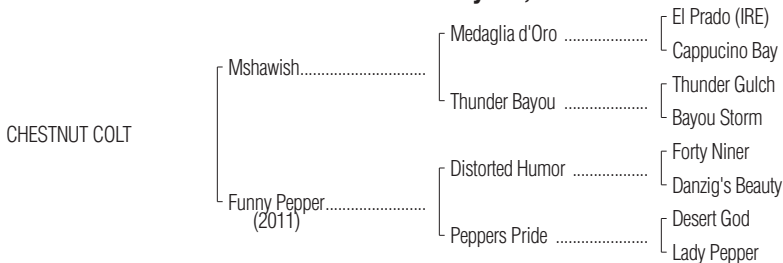 El Prado (IRE)
Medaglia d'Oro ....................
Cappucino Bay
Mshawish.............................
Thunder Gulch
Thunder Bayou ......................
Bayou Storm
CHESTNUT COLT
Forty Niner
Distorted Humor ...................
Danzig's Beauty
Funny Pepper.......................
(2011)
Desert God
Peppers Pride .......................
Lady Pepper